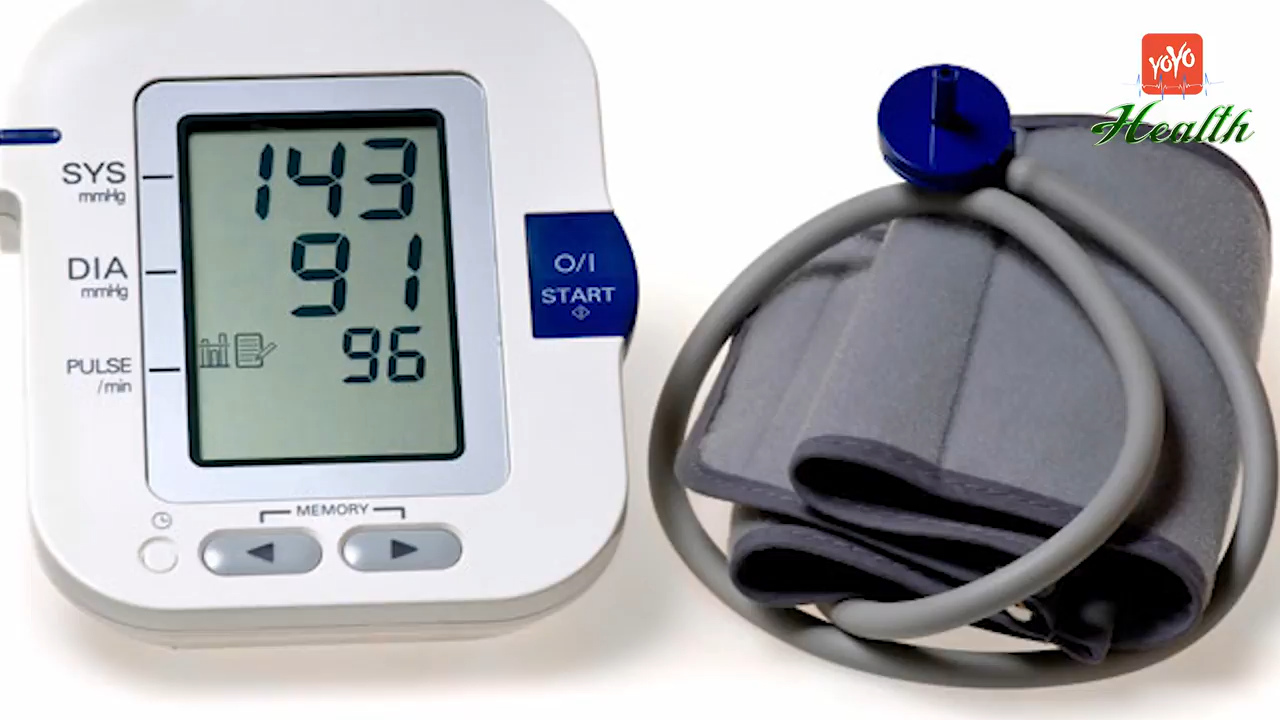 YOYO
Health
SYS
mmHg
143
DIA
mmHg
91
PULSE
/min
96
O/I
START
MEMORY